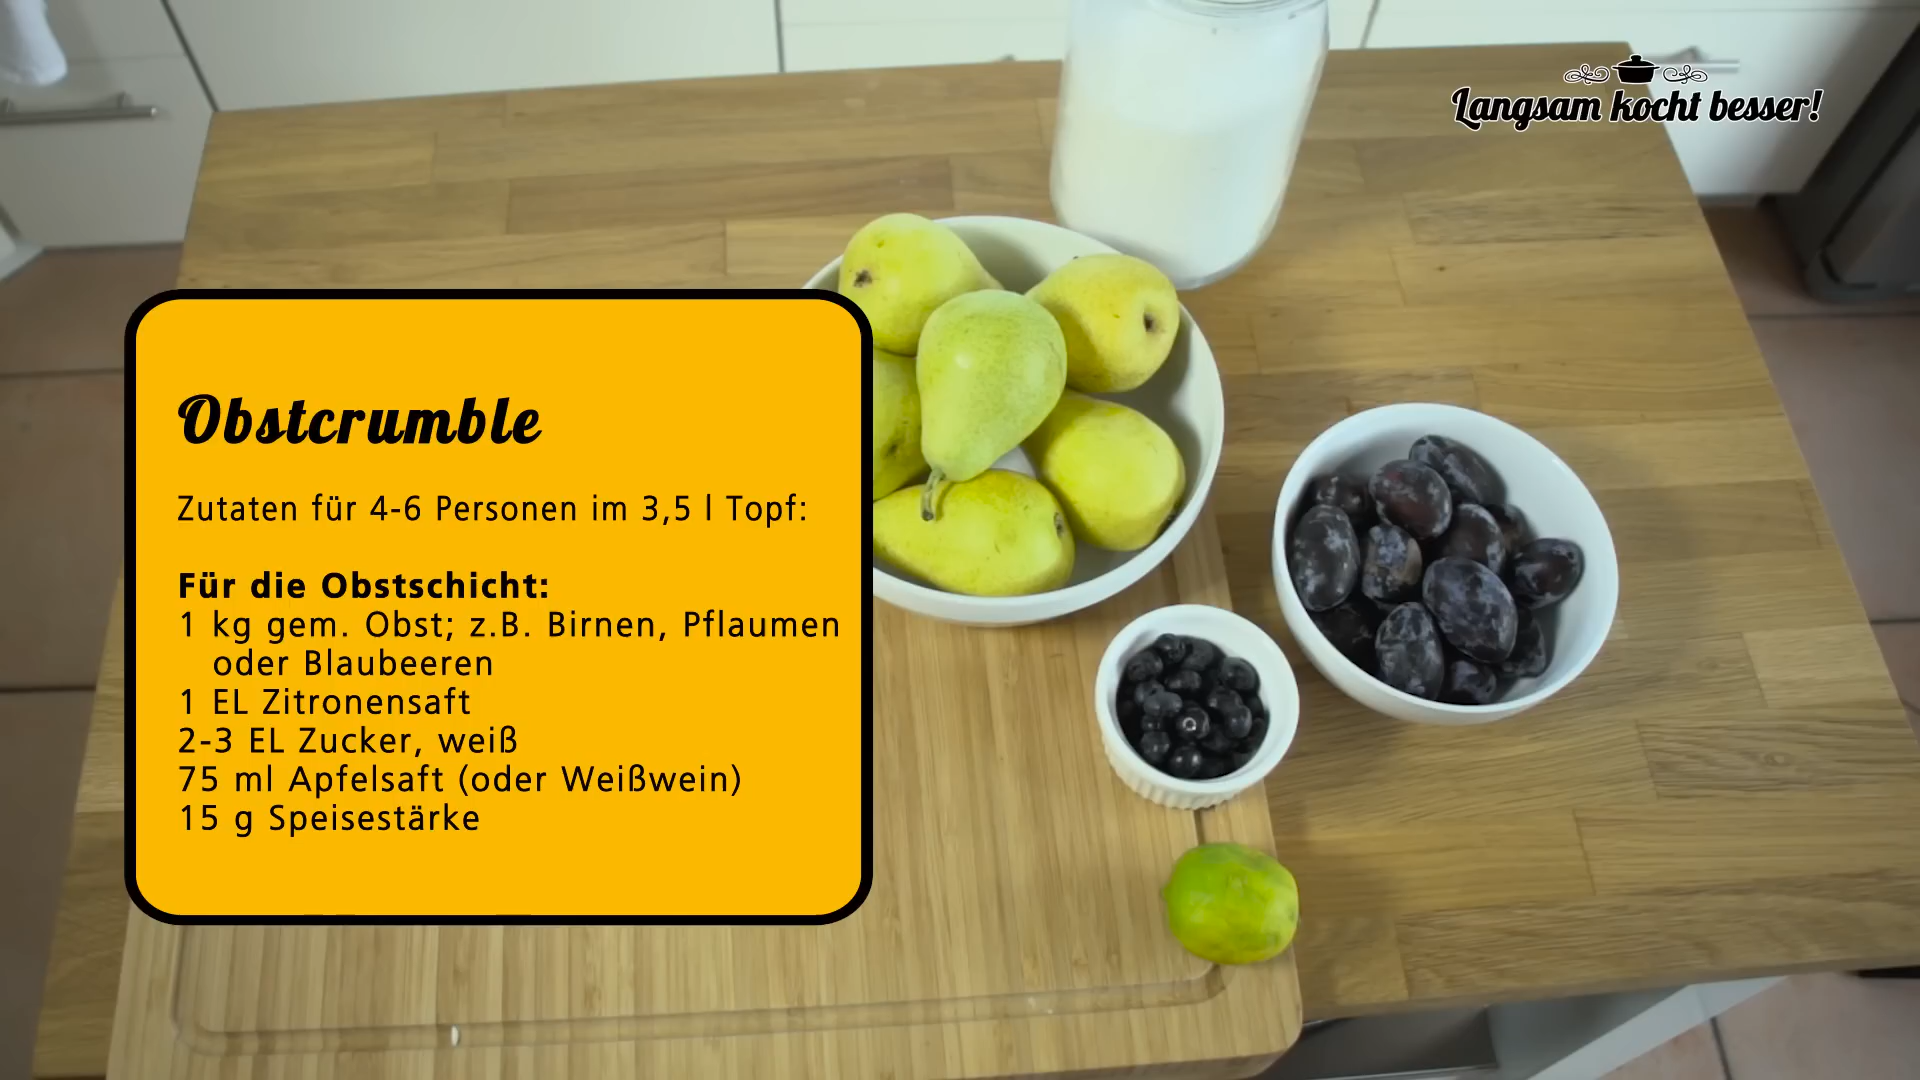 Langsam kocht besser!
Obstcrumble
Zutaten für 4-6 Personen im 3,5 l Topf:
Für die Obstschicht:
1 kg gem. Obst; z.B. Birnen, Pflaumen
oder Blaubeeren
1 EL Zitronensaft
2-3 EL Zucker, weiß
75 ml Apfelsaft (oder Weißwein)
15 g Speisestärke